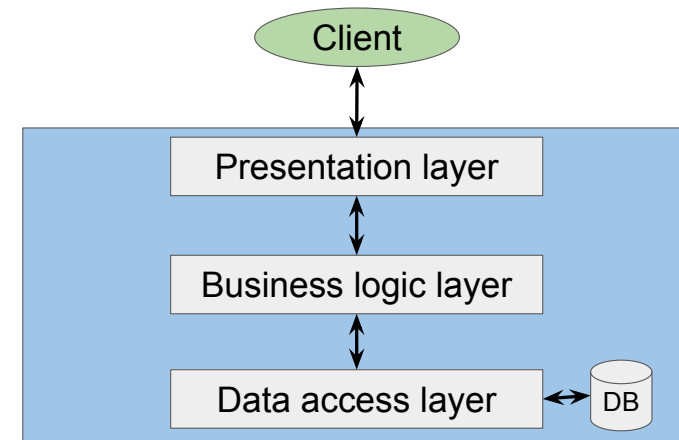 Client
Presentation layer
Business logic layer
Data access layer
DB